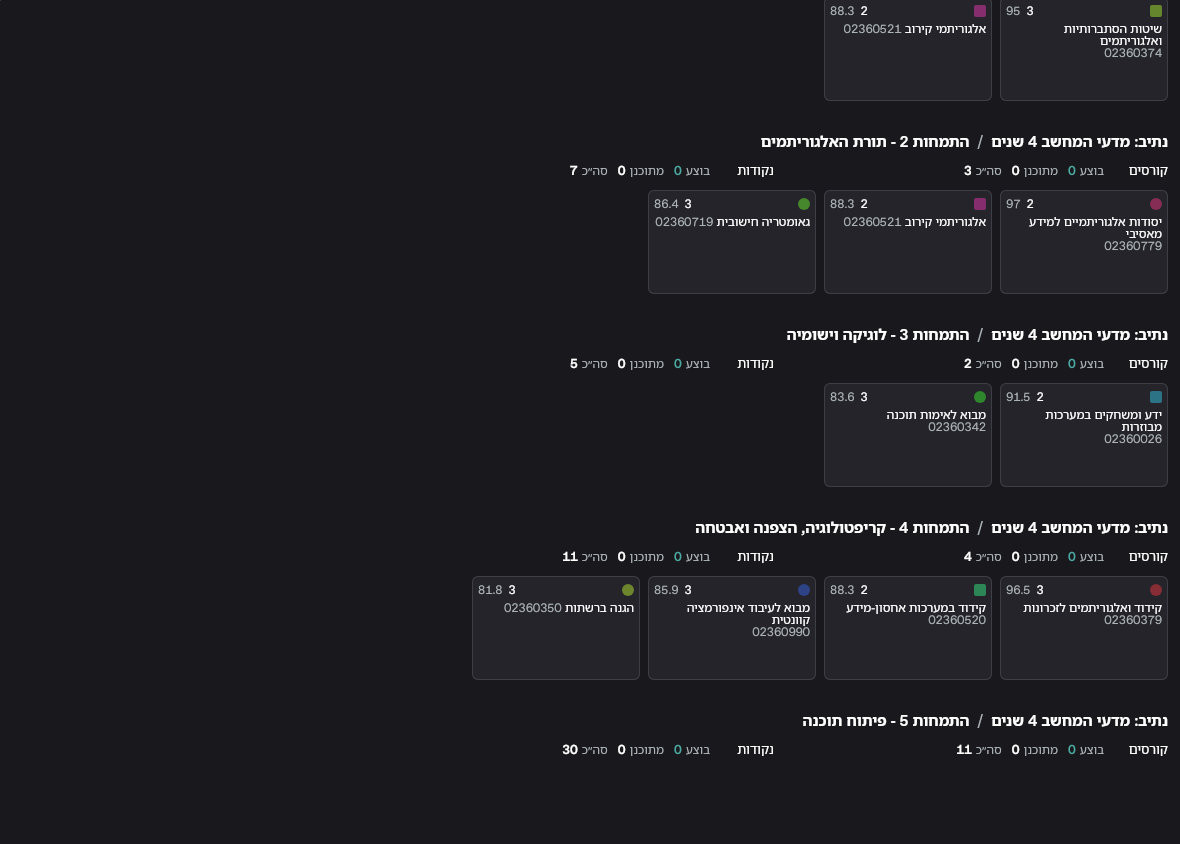 3 95
שיטות הסתברותיות
ואלגוריתמים
02360374
2 88.3
אלגוריתמי קירוב 02360521
נתיב: מדעי המחשב 4 שנים / התמחות 2 - תורת האלגוריתמים
קורסים בוצע 0 מתוכנן 0 סה״כ 3 נקודות בוצע 0 מתוכנן 0 סה״כ 7
2 97
יסודות אלגוריתמיים למידע
מאסיבי
02360779
2 88.3
אלגוריתמי קירוב 02360521
3 86.4
גאומטריה חישובית 02360719
נתיב: מדעי המחשב 4 שנים / התמחות 3 - לוגיקה וישומיה
קורסים בוצע 0 מתוכנן 0 סה״כ 2 נקודות בוצע 0 מתוכנן 0 סה״כ 5
2 91.5
ידע ומשחקים במערכות
מבוזרות
02360026
3 83.6
מבוא לאימות תוכנה
02360342
נתיב: מדעי המחשב 4 שנים / התמחות 4 - קריפטולוגיה, הצפנה ואבטחה
קורסים בוצע 0 מתוכנן 0 סה״כ 4 נקודות בוצע 0 מתוכנן 0 סה״כ 11
3 96.5
קידוד ואלגוריתמים לזכרונות
02360379
2 88.3
קידוד במערכות אחסון-מידע
02360520
3 85.9
מבוא לעיבוד אינפורמציה
קוונטית
02360990
3 81.8
הגנה ברשתות 02360350
נתיב: מדעי המחשב 4 שנים / התמחות 5 - פיתוח תוכנה
קורסים בוצע 0 מתוכנן 0 סה״כ 11 נקודות בוצע 0 מתוכנן 0 סה״כ 30